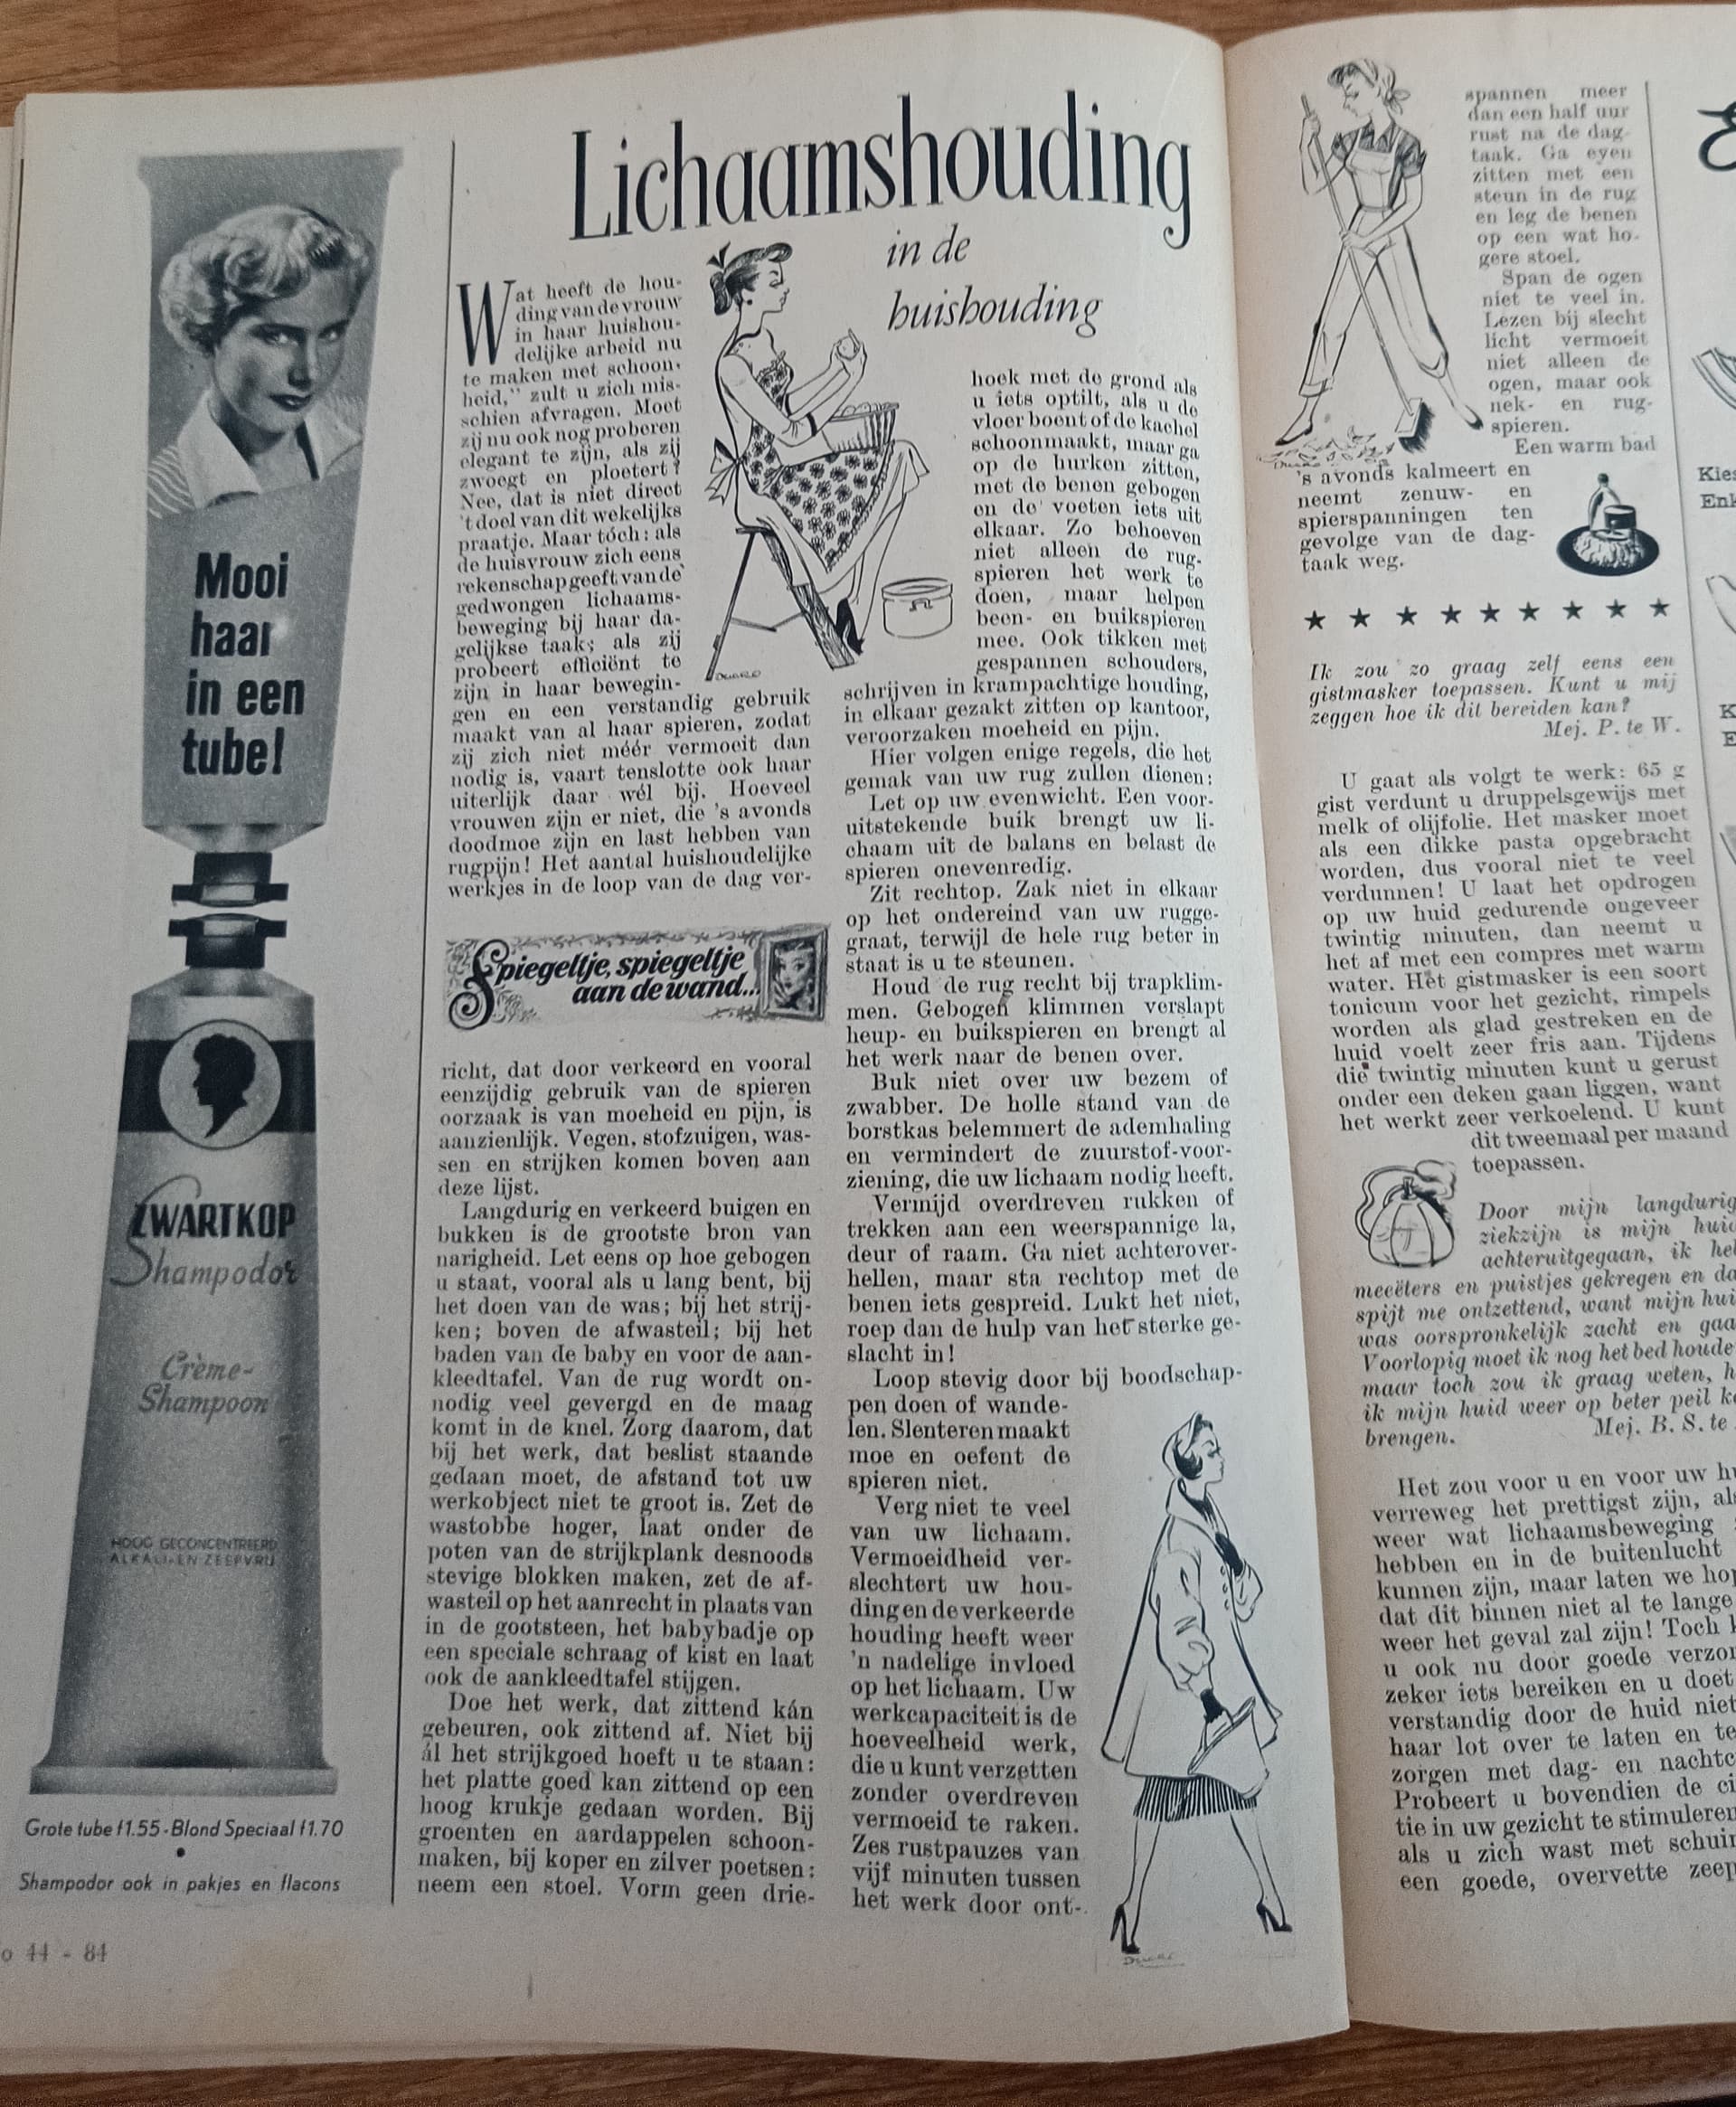 Mooi
haar
in een
tube!
ZWARTKOP
Shampodor
Crème-
Shampoon
HOOG GECONCENTREERD
ALKALI- EN ZEEPVRIJ
Grote tube f1.55 - Blond Speciaal f1.70
Shampodor ook in pakjes en flacons
o 44 - 84
Lichaamshouding
in de
huishouding
Wat heeft de hou-
ding van de vrouw
in haar huishou-
delijke arbeid nu
te maken met schoon-
heid,” zult u zich mis-
schien afvragen. Moet
zij nu ook nog proberen
elegant te zijn, als zij
zwoegt en ploetert?
Nee, dat is niet direct
't doel van dit wekelijks
praatje. Maar tóch: als
de huisvrouw zich eens
rekenschap geeft van de
gedwongen lichaams-
beweging bij haar da-
gelijkse taak; als zij
probeert efficiënt te
zijn in haar bewegin-
gen en een verstandig gebruik
maakt van al haar spieren, zodat
zij zich niet méér vermoeit dan
nodig is, vaart tenslotte ook haar
uiterlijk daar wél bij. Hoeveel
vrouwen zijn er niet, die 's avonds
doodmoe zijn en last hebben van
rugpijn! Het aantal huishoudelijke
werkjes in de loop van de dag ver-
Spiegeltje, spiegeltje
aan de wand...
richt, dat door verkeerd en vooral
eenzijdig gebruik van de spieren
oorzaak is van moeheid en pijn, is
aanzienlijk. Vegen, stofzuigen, was-
sen en strijken komen boven aan
deze lijst.
Langdurig en verkeerd buigen en
bukken is de grootste bron van
narigheid. Let eens op hoe gebogen
u staat, vooral als u lang bent, bij
het doen van de was; bij het strij-
ken; boven de afwasteil; bij het
baden van de baby en voor de aan-
kleedtafel. Van de rug wordt on-
nodig veel gevergd en de maag
komt in de knel. Zorg daarom, dat
bij het werk, dat beslist staande
gedaan moet, de afstand tot uw
werkobject niet te groot is. Zet de
wastobbe hoger, laat onder de
poten van de strijkplank desnoods
stevige blokken maken, zet de af-
wasteil op het aanrecht in plaats van
in de gootsteen, het babybadje op
een speciale schraag of kist en laat
ook de aankleedtafel stijgen.
Doe het werk, dat zittend kán
gebeuren, ook zittend af. Niet bij
ál het strijkgoed hoeft u te staan:
het platte goed kan zittend op een
hoog krukje gedaan worden. Bij
groenten en aardappelen schoon-
maken, bij koper en zilver poetsen:
neem een stoel. Vorm geen drie-
hoek met de grond als
u iets optilt, als u de
vloer boent of de kachel
schoonmaakt, maar ga
op de hurken zitten,
met de benen gebogen
en de voeten iets uit
elkaar. Zo behoeven
niet alleen de rug-
spieren het werk te
doen, maar helpen
been- en buikspieren
mee. Ook tikken met
gespannen schouders,
schrijven in krampachtige houding,
in elkaar gezakt zitten op kantoor,
veroorzaken moeheid en pijn.
Hier volgen enige regels, die het
gemak van uw rug zullen dienen:
Let op uw evenwicht. Een voor-
uitstekende buik brengt uw li-
chaam uit de balans en belast de
spieren onevenredig.
Zit rechtop. Zak niet in elkaar
op het ondereind van uw rugge-
graat, terwijl de hele rug beter in
staat is u te steunen.
Houd de rug recht bij trapklim-
men. Gebogen klimmen verslapt
heup- en buikspieren en brengt al
het werk naar de benen over.
Buk niet over uw bezem of
zwabber. De holle stand van de
borstkas belemmert de ademhaling
en vermindert de zuurstof-voor-
ziening, die uw lichaam nodig heeft.
Vermijd overdreven rukken of
trekken aan een weerspannige la,
deur of raam. Ga niet achterover-
hellen, maar sta rechtop met de
benen iets gespreid. Lukt het niet,
roep dan de hulp van het sterke ge-
slacht in!
Loop stevig door bij boodschap-
pen doen of wande-
len. Slenteren maakt
moe en oefent de
spieren niet.
Verg niet te veel
van uw lichaam.
Vermoeidheid ver-
slechtert uw hou-
ding en de verkeerde
houding heeft weer
'n nadelige invloed
op het lichaam. Uw
werkcapaciteit is de
hoeveelheid werk,
die u kunt verzetten
zonder overdreven
vermoeid te raken.
Zes rustpauzes van
vijf minuten tussen
het werk door ont-
spannen meer
dan een half uur
rust na de dag-
taak. Ga eyen
zitten met een
steun in de rug
en leg de benen
op een wat ho-
gere stoel.
Span de ogen
niet te veel in.
Lezen bij slecht
licht vermoeit
niet alleen de
ogen, maar ook
nek- en rug-
spieren.
Een warm bad
's avonds kalmeert en
neemt zenuw- en
spierspanningen ten
gevolge van de dag-
taak weg.
★ ★ ★ ★ ★ ★ ★ ★ ★
Ik zou zo graag zelf eens een
gistmasker toepassen. Kunt u mij
zeggen hoe ik dit bereiden kan?
Mej. P. te W.
U gaat als volgt te werk: 65 g
gist verdunt u druppelsgewijs met
melk of olijfolie. Het masker moet
als een dikke pasta opgebracht
worden, dus vooral niet te veel
verdunnen! U laat het opdrogen
op uw huid gedurende ongeveer
twintig minuten, dan neemt u
het af met een compres met warm
water. Het gistmasker is een soort
tonicum voor het gezicht, rimpels
worden als glad gestreken en de
huid voelt zeer fris aan. Tijdens
die twintig minuten kunt u gerust
onder een deken gaan liggen, want
het werkt zeer verkoelend. U kunt
dit tweemaal per maand
toepassen.
Door mijn langdurig
ziekzijn is mijn huid
achteruitgegaan, ik heb
meeëters en puistjes gekregen en da
spijt me ontzettend, want mijn hui
was oorspronkelijk zacht en gaa
Voorlopig moet ik nog het bed houde
maar toch zou ik graag weten, h
ik mijn huid weer op beter peil k
brengen.
Mej. B. S. te
Het zou voor u en voor uw hu
verreweg het prettigst zijn, als
weer wat lichaamsbeweging
hebben en in de buitenlucht
kunnen zijn, maar laten we hop
dat dit binnen niet al te lange
weer het geval zal zijn! Toch k
u ook nu door goede verzor
zeker iets bereiken en u doet
verstandig door de huid niet
haar lot over te laten en te
zorgen met dag- en nachtc
Probeert u bovendien de ci
tie in uw gezicht te stimuleren
als u zich wast met schuim
een goede, overvette zeep
Kies
Enk
K
E